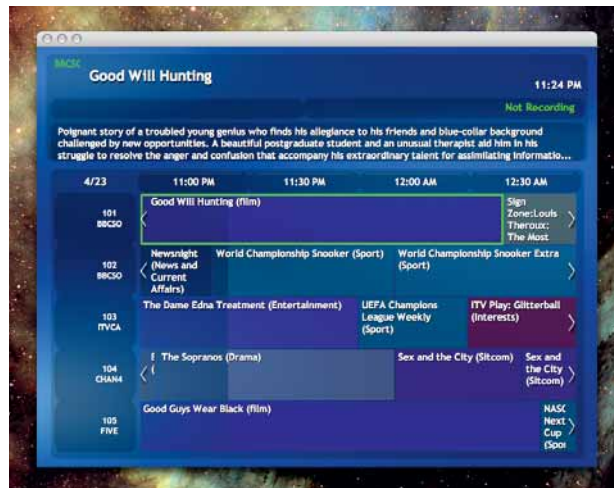 Good Will Hunting
11:24 PM
Not Recording
Poignant story of a troubled young genius who finds his allegiance to his friends and blue-collar background
challenged by new opportunities. A beautiful postgraduate student and an unusual therapist aid him in his
struggle to resolve the anger and confusion that accompany his extraordinary talent for assimilating informatio...
4/23 11:00 PM 11:30 PM 12:00 AM 12:30 AM
101
BBCSO
Good Will Hunting (film)
Sign
Zone:Louis
Theroux:
The Most
102
BBCSO
Newsnight
(News and
Current
Affairs)
World Championship Snooker (Sport)
World Championship Snooker Extra
(Sport)
103
ITVCA
The Dame Edna Treatment (Entertainment)
UEFA Champions
League Weekly
(Sport)
ITV Play: Glitterball
(Interests)
104
CHAN4
The Sopranos (Drama)
Sex and the City (Sitcom)
Sex and
the City
(Sitcom)
105
FIVE
Good Guys Wear Black (film)
NASC
Next
Cup
(Spo